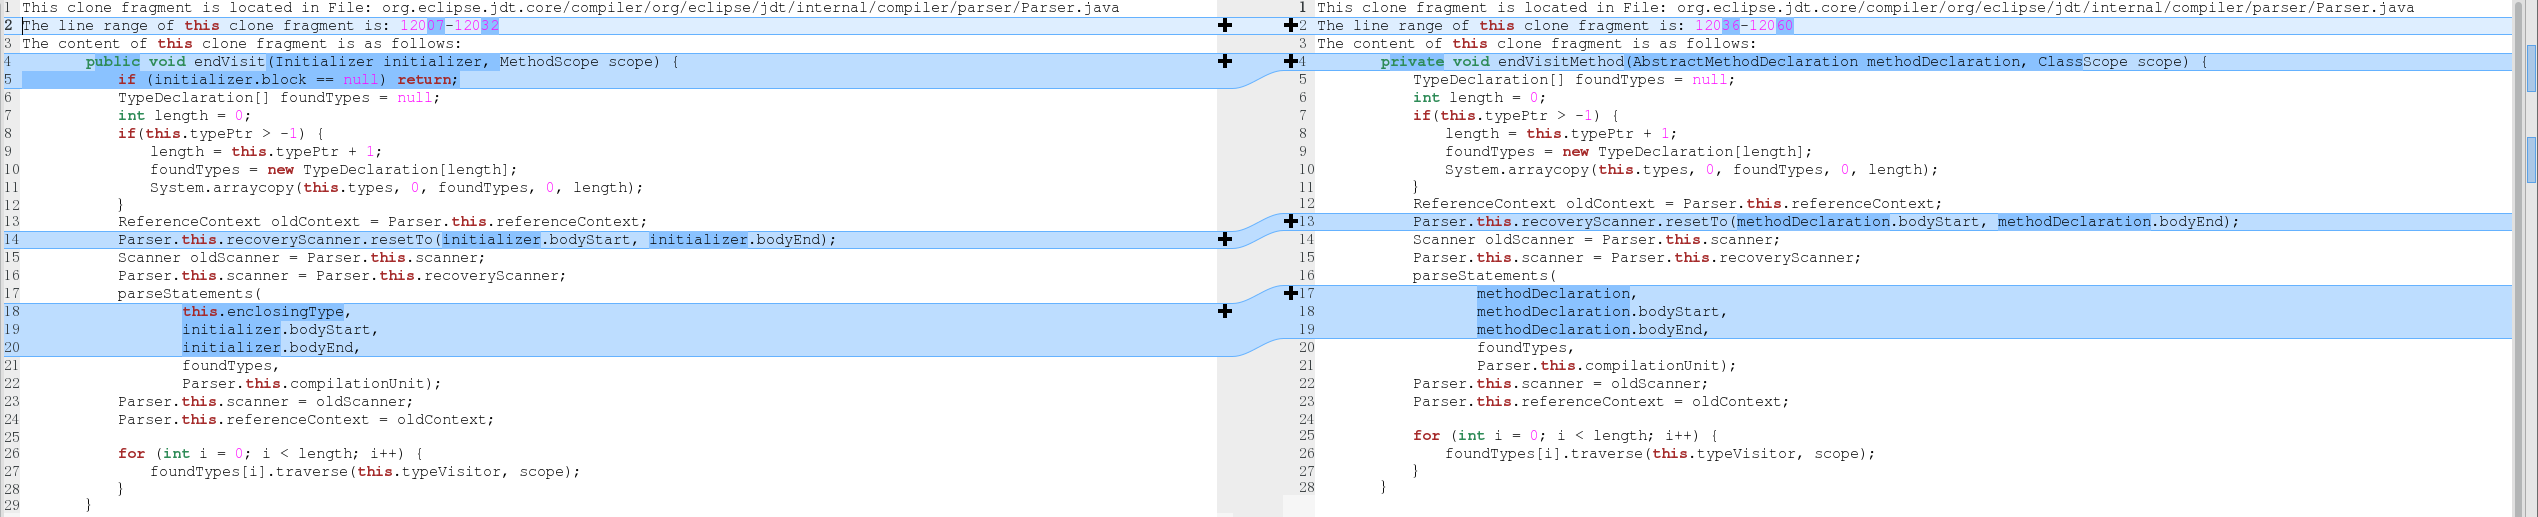 1 This clone fragment is located in File: org.eclipse.jdt.core/compiler/org/eclipse/jdt/internal/compiler/parser/Parser.java
2 The line range of this clone fragment is: 12007-12032
3 The content of this clone fragment is as follows:
4 public void endVisit(Initializer initializer, MethodScope scope) {
5 if (initializer.block == null) return;
6 TypeDeclaration[] foundTypes = null;
7 int length = 0;
8 if(this.typePtr > -1) {
9 length = this.typePtr + 1;
10 foundTypes = new TypeDeclaration[length];
11 System.arraycopy(this.types, 0, foundTypes, 0, length);
12 }
13 ReferenceContext oldContext = Parser.this.referenceContext;
14 Parser.this.recoveryScanner.resetTo(initializer.bodyStart, initializer.bodyEnd);
15 Scanner oldScanner = Parser.this.scanner;
16 Parser.this.scanner = Parser.this.recoveryScanner;
17 parseStatements(
18 this.enclosingType,
19 initializer.bodyStart,
20 initializer.bodyEnd,
21 foundTypes,
22 Parser.this.compilationUnit);
23 Parser.this.scanner = oldScanner;
24 Parser.this.referenceContext = oldContext;
25
26 for (int i = 0; i < length; i++) {
27 foundTypes[i].traverse(this.typeVisitor, scope);
28 }
29 }
1 This clone fragment is located in File: org.eclipse.jdt.core/compiler/org/eclipse/jdt/internal/compiler/parser/Parser.java
2 The line range of this clone fragment is: 12036-12060
3 The content of this clone fragment is as follows:
4 private void endVisitMethod(AbstractMethodDeclaration methodDeclaration, ClassScope scope) {
5 TypeDeclaration[] foundTypes = null;
6 int length = 0;
7 if(this.typePtr > -1) {
8 length = this.typePtr + 1;
9 foundTypes = new TypeDeclaration[length];
10 System.arraycopy(this.types, 0, foundTypes, 0, length);
11 }
12 ReferenceContext oldContext = Parser.this.referenceContext;
13 Parser.this.recoveryScanner.resetTo(methodDeclaration.bodyStart, methodDeclaration.bodyEnd);
14 Scanner oldScanner = Parser.this.scanner;
15 Parser.this.scanner = Parser.this.recoveryScanner;
16 parseStatements(
17 methodDeclaration,
18 methodDeclaration.bodyStart,
19 methodDeclaration.bodyEnd,
20 foundTypes,
21 Parser.this.compilationUnit);
22 Parser.this.scanner = oldScanner;
23 Parser.this.referenceContext = oldContext;
24
25 for (int i = 0; i < length; i++) {
26 foundTypes[i].traverse(this.typeVisitor, scope);
27 }
28 }